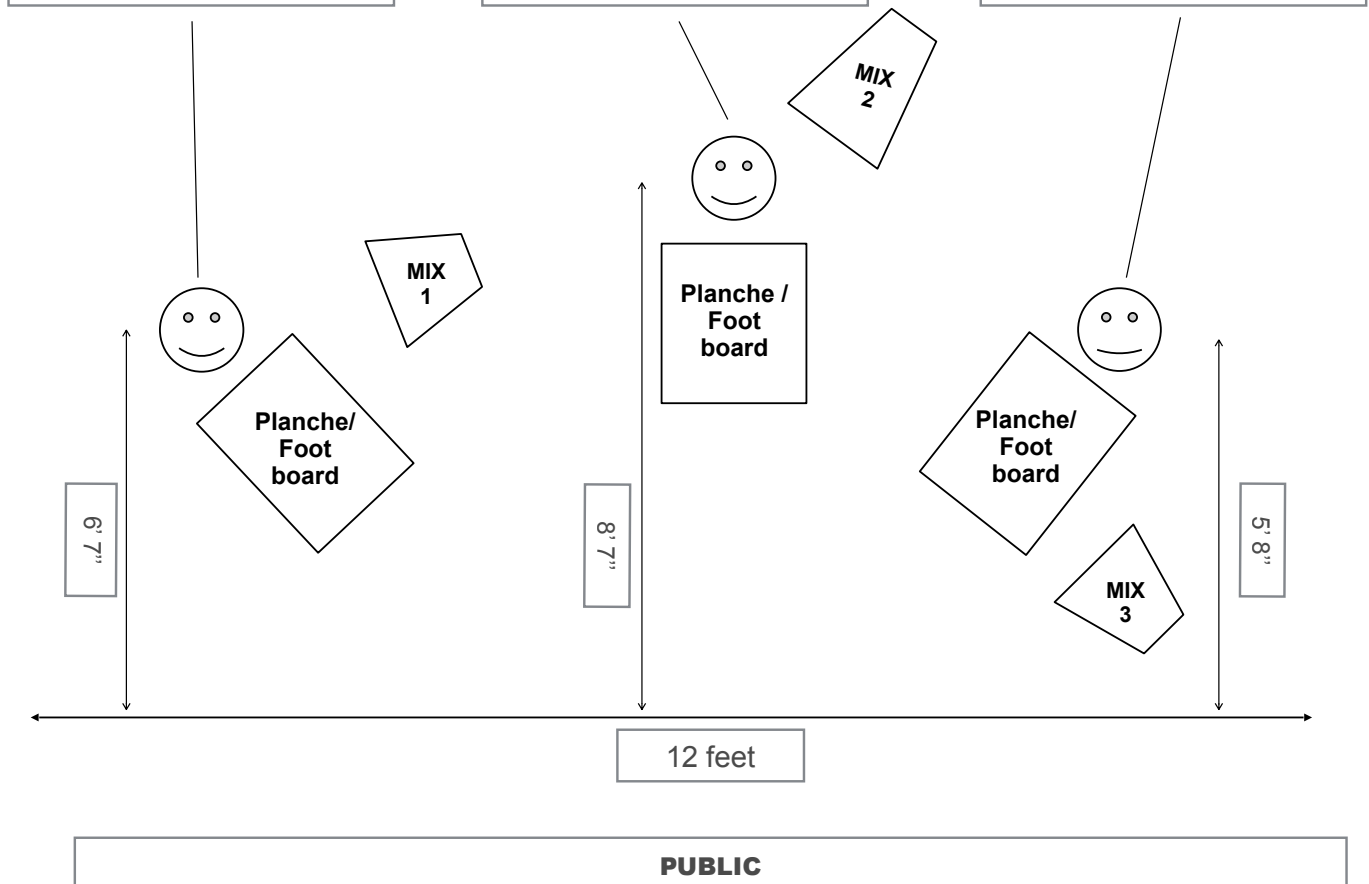 MIX
2
MIX
1
Planche /
Foot
board
Planche/
Foot
board
Planche/
Foot
board
6’ 7”
8’ 7”
5’ 8”
MIX
3
12 feet
PUBLIC